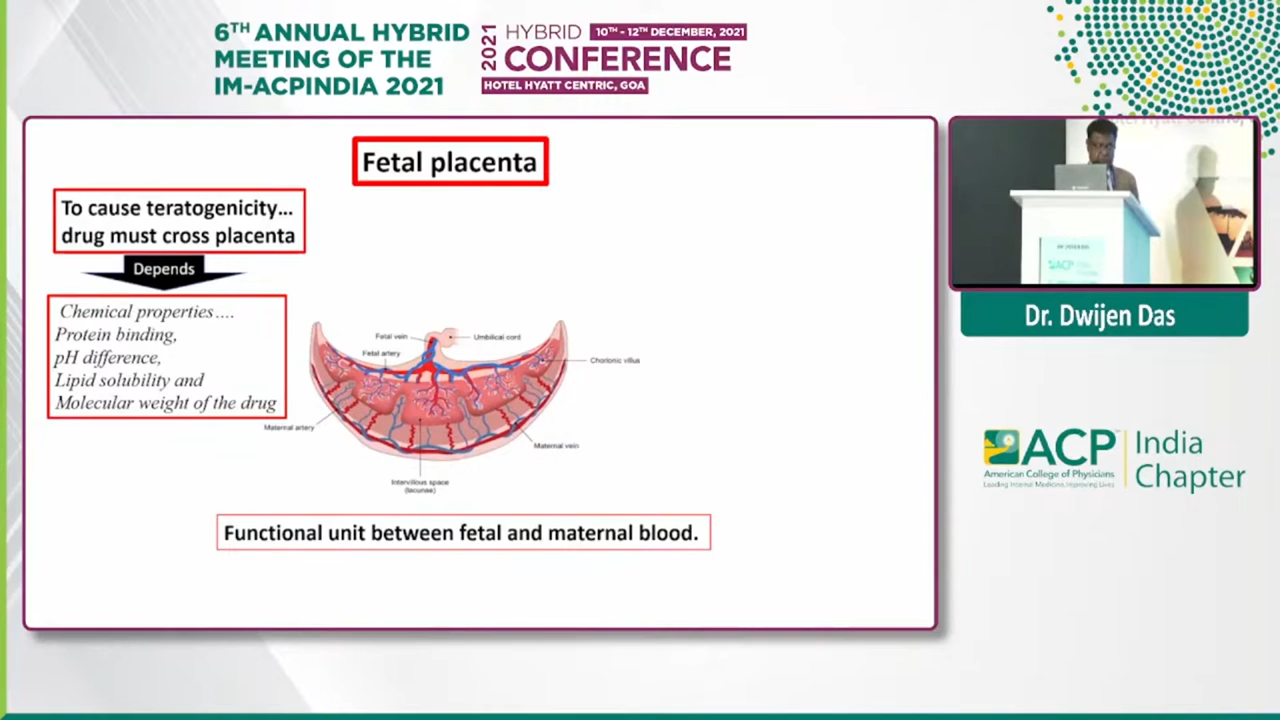 6TH ANNUAL HYBRID
MEETING OF THE
IM-ACPINDIA 2021
2021
HYBRID
10TH - 12TH DECEMBER, 2021
CONFERENCE
HOTEL HYATT CENTRIC, GOA
Fetal placenta
To cause teratogenicity...
drug must cross placenta
Depends
Chemical properties....
Protein binding,
pH difference,
Lipid solubility and
Molecular weight of the drug
Fetal vein
Umbilical cord
Fetal artery
Chorionic villus
Maternal artery
Maternal vein
Intervillous space
(lacunae)
Functional unit between fetal and maternal blood.
ACP
Dr. Dwijen Das
ACP
India
Chapter
American College of Physicians
Leading Internal Medicine, Improving Lives